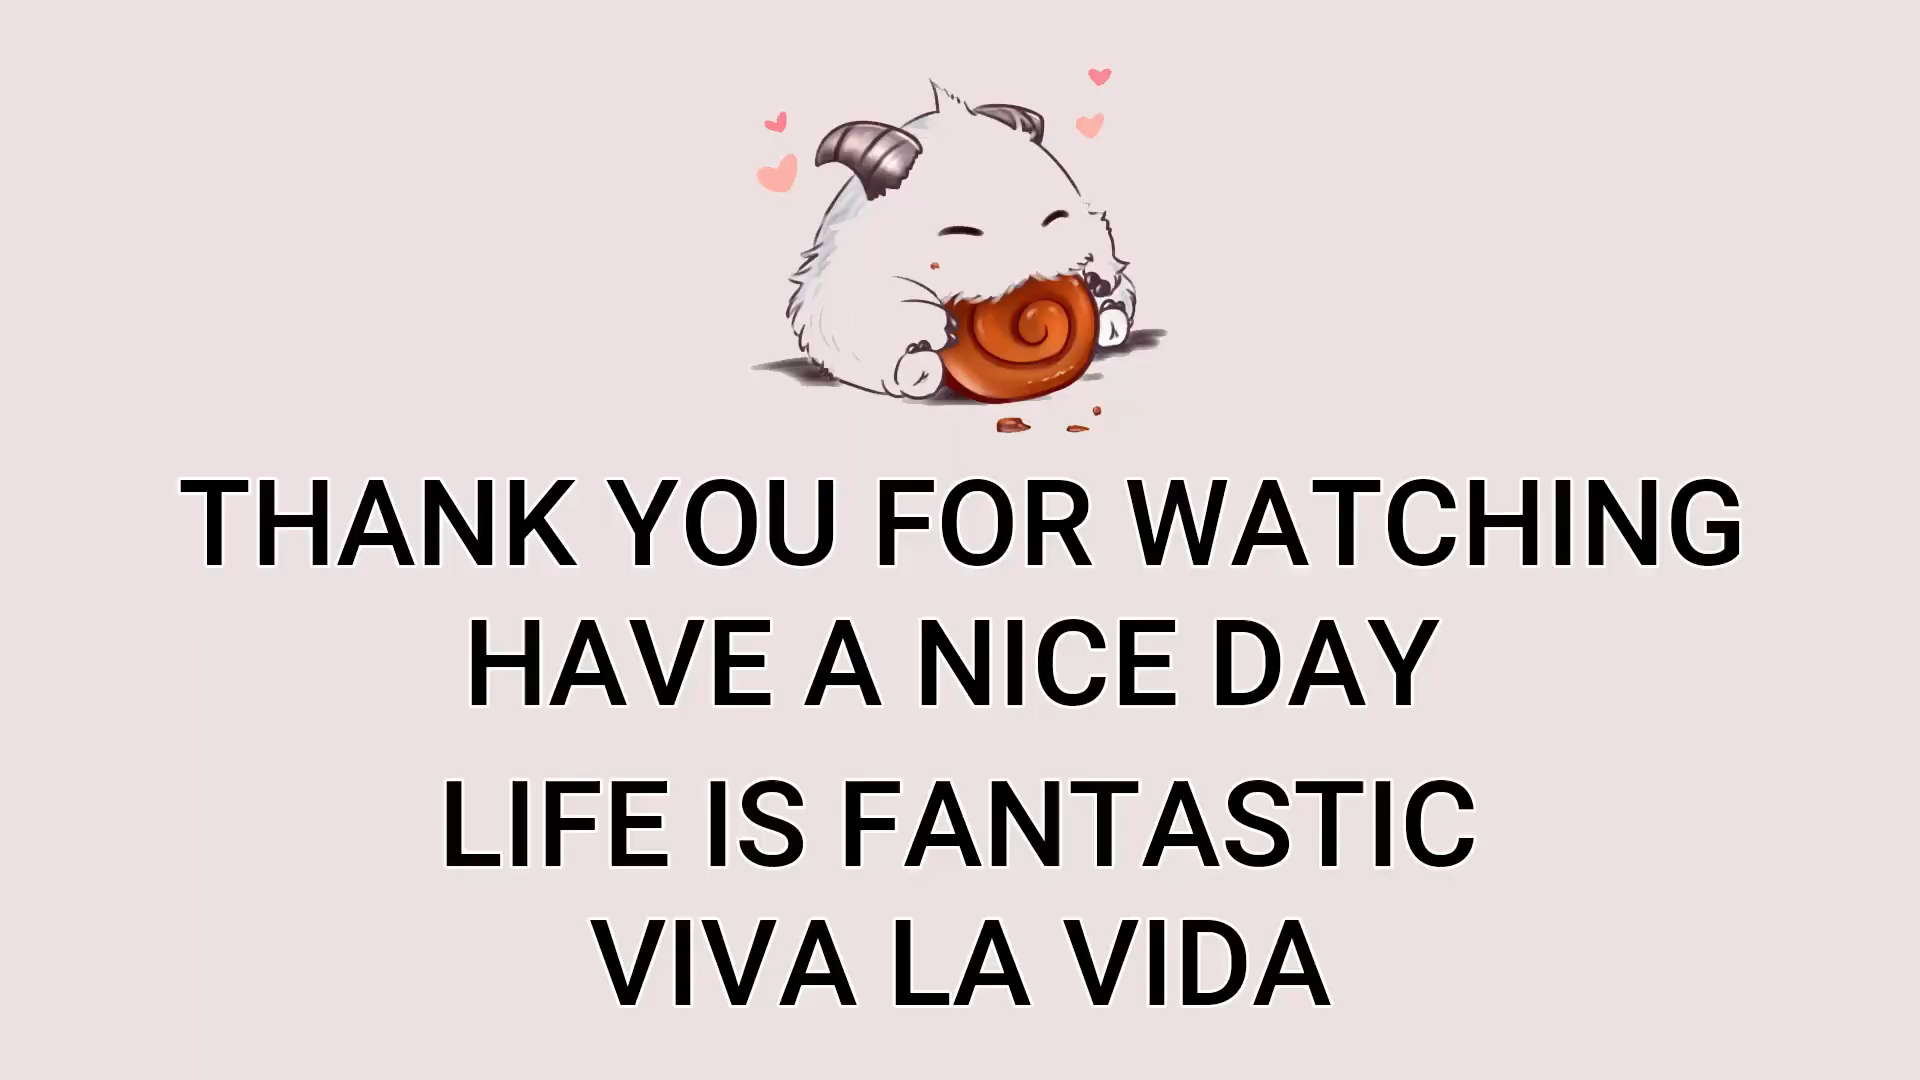 THANK YOU FOR WATCHING
HAVE A NICE DAY
LIFE IS FANTASTIC
VIVA LA VIDA